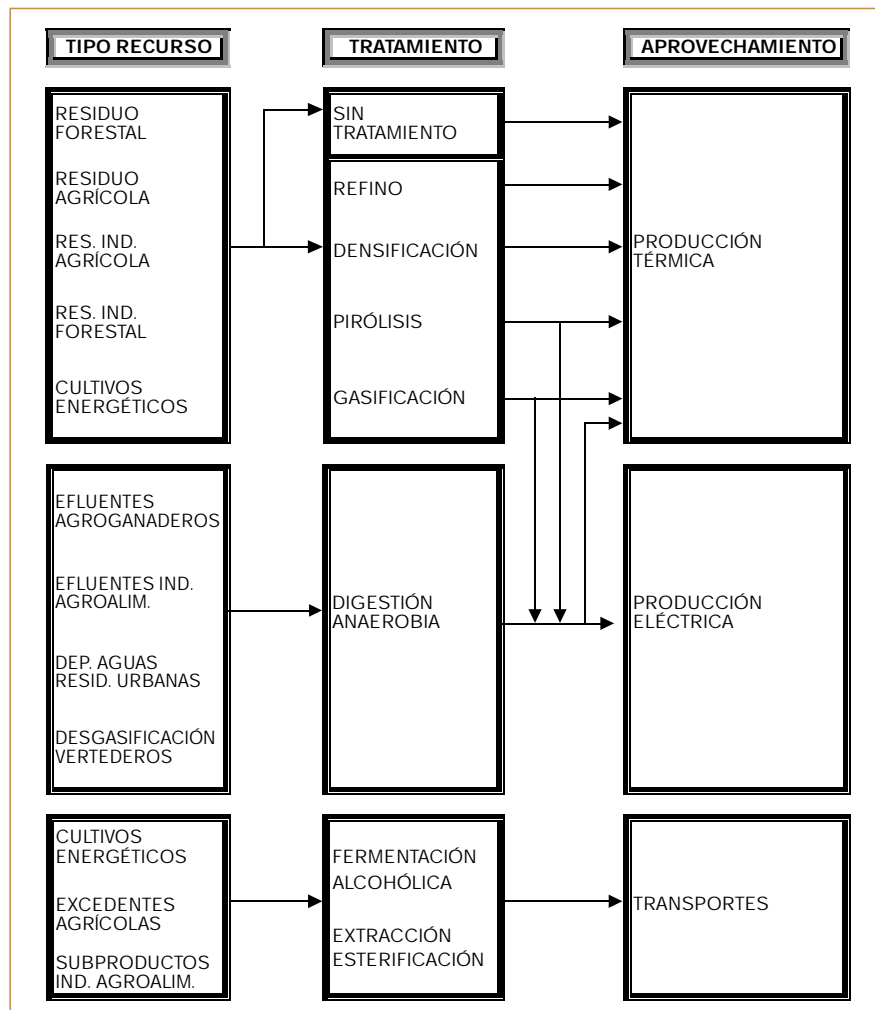 TIPO RECURSO
TRATAMIENTO
APROVECHAMIENTO
RESIDUO
FORESTAL
RESIDUO
AGRÍCOLA
RES. IND.
AGRÍCOLA
RES. IND.
FORESTAL
CULTIVOS
ENERGÉTICOS
SIN
TRATAMIENTO
REFINO
DENSIFICACIÓN
PIRÓLISIS
GASIFICACIÓN
PRODUCCIÓN
TÉRMICA
EFLUENTES
AGROGANADEROS
EFLUENTES IND.
AGROALIM.
DEP. AGUAS
RESID. URBANAS
DESGASIFICACIÓN
VERTEDEROS
DIGESTIÓN
ANAEROBIA
PRODUCCIÓN
ELÉCTRICA
CULTIVOS
ENERGÉTICOS
EXCEDENTES
AGRÍCOLAS
SUBPRODUCTOS
IND. AGROALIM.
FERMENTACIÓN
ALCOHÓLICA
EXTRACCIÓN
ESTERIFICACIÓN
TRANSPORTES